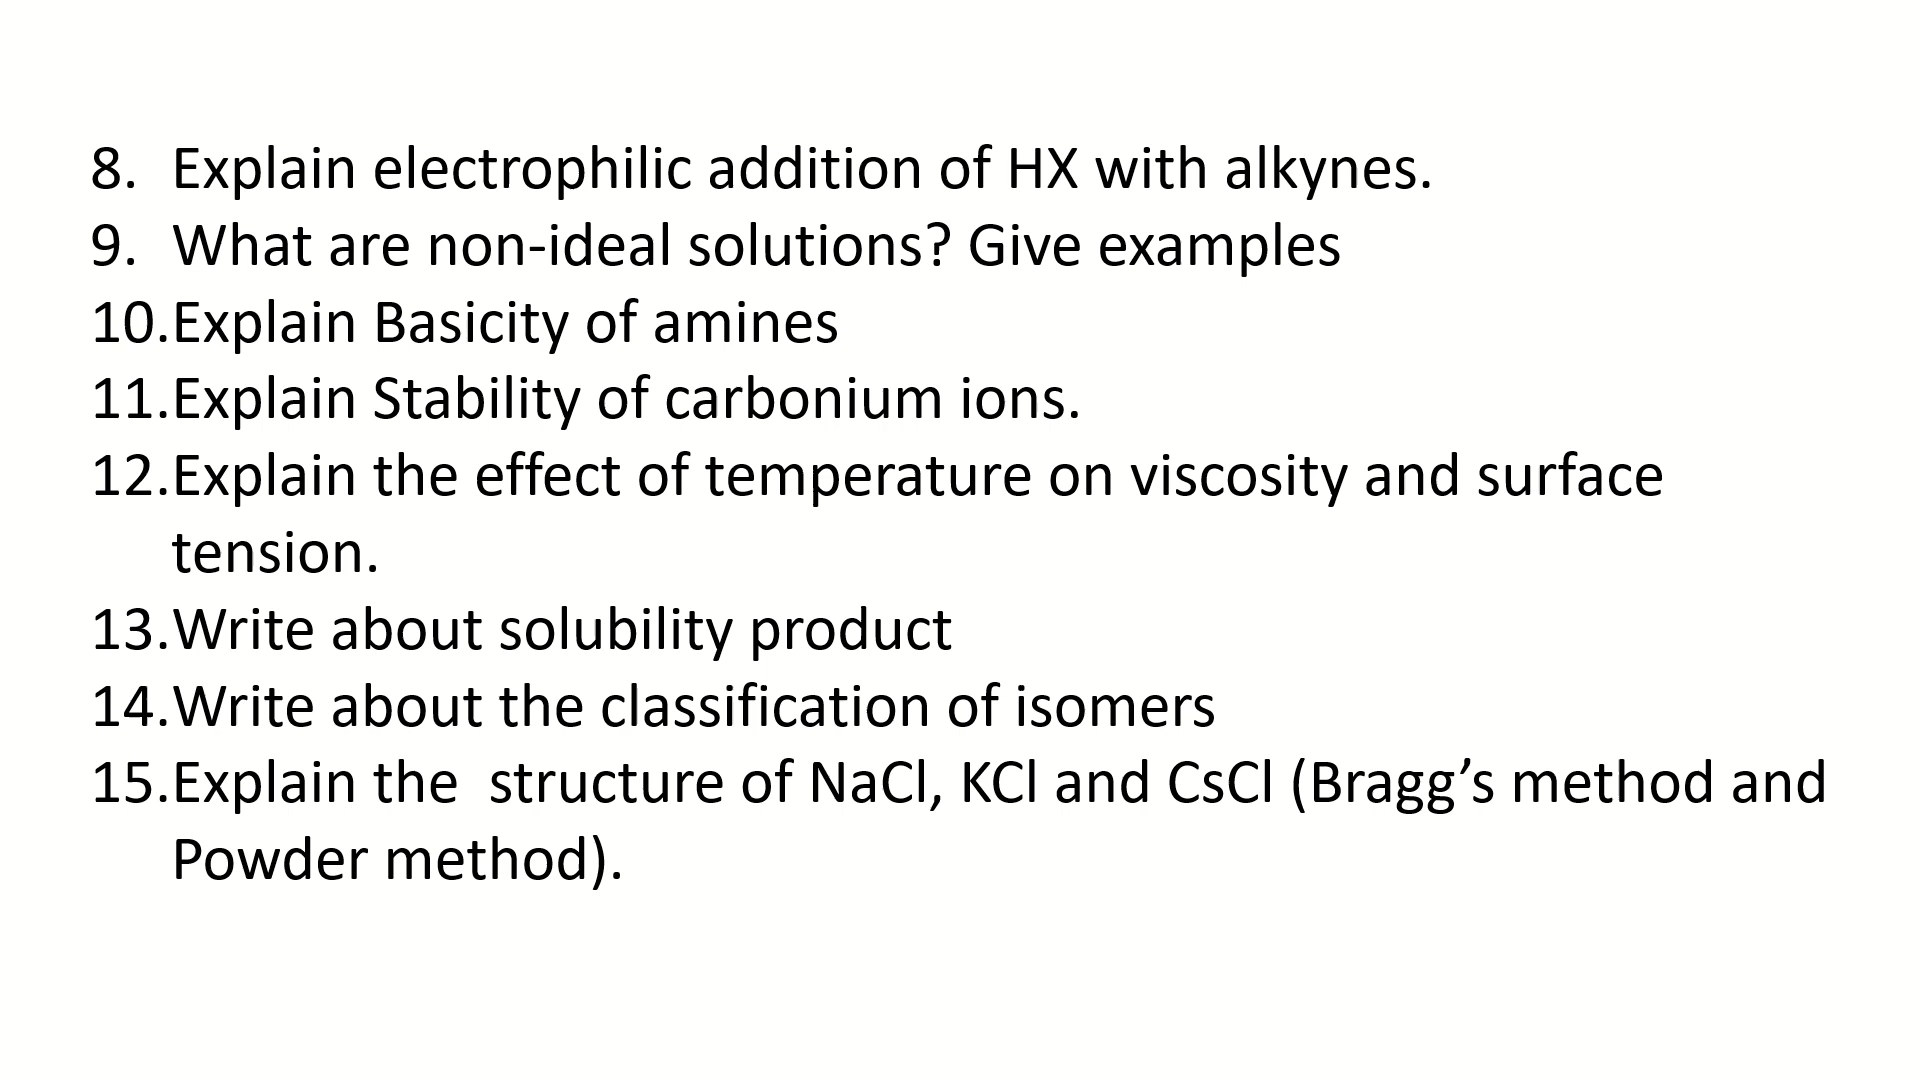 8. Explain electrophilic addition of HX with alkynes.
9. What are non-ideal solutions? Give examples
10.Explain Basicity of amines
11.Explain Stability of carbonium ions.
12.Explain the effect of temperature on viscosity and surface
tension.
13.Write about solubility product
14.Write about the classification of isomers
15.Explain the  structure of NaCl, KCl and CsCl (Bragg’s method and
Powder method).